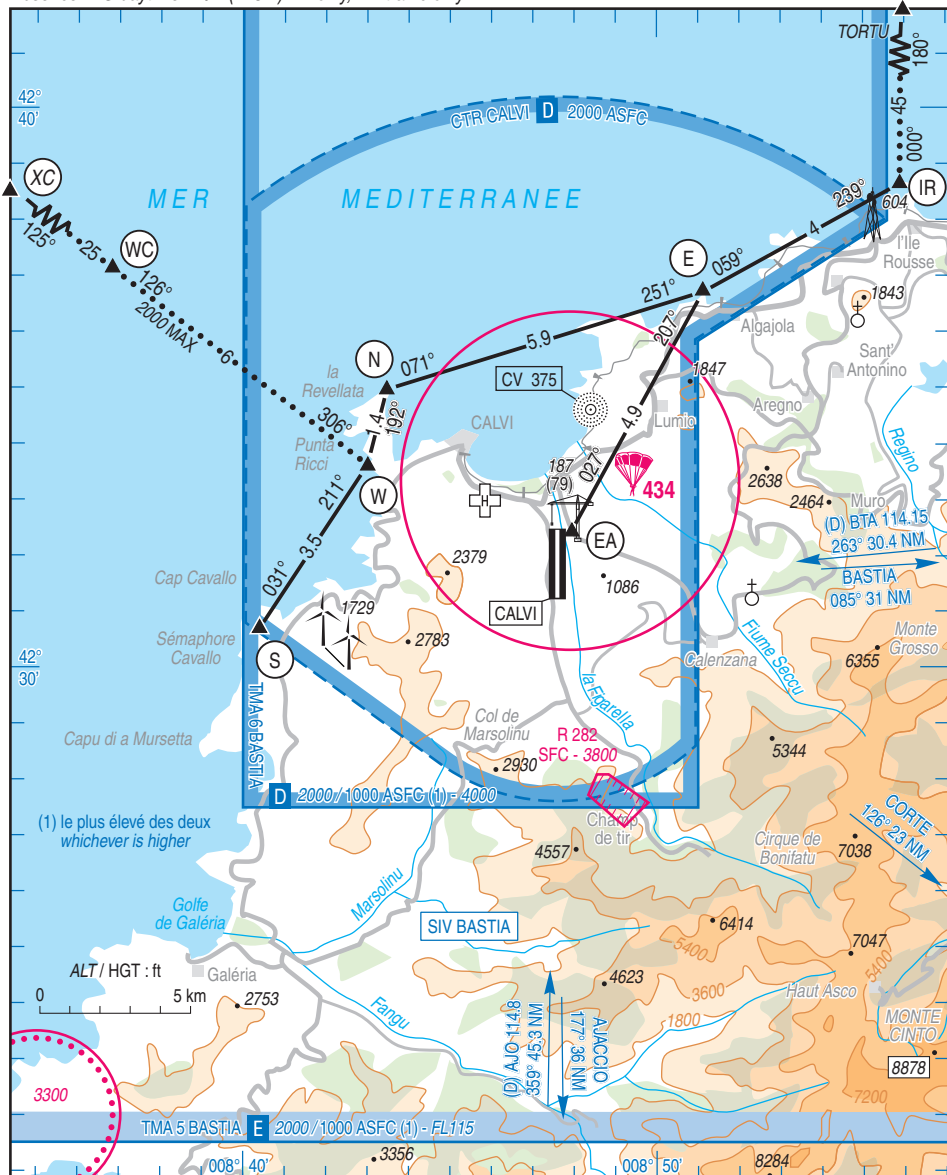 TORTU
180°
45
000°
42°
40'
CTR CALVI D 2000 ASFC
XC
125°
25
WC
126°
2000 MAX
6
306°
MER MEDITERRANEE
239°
4
059°
IR
604
l'Ile
Rousse
E
251°
207°
1843
Algajola
5.9
N
071°
la
Revellata
1.4
192°
CV 375
4.9
1847
Sant'
Antonino
Aregno
Lumio
CALVI
Regino
Punta
Ricci
W
211°
187
(79)
027°
434
2638
2464
Muro
H
EA
(D) BTA 114.15
263° 30.4 NM
BASTIA
085° 31 NM
3.5
031°
2379
1086
Cap Cavallo
CALVI
1729
2783
Sémaphore
Cavallo
S
42°
30'
Calenzana
Fiume Seccu
Monte
Grosso
6355
la Figarella
TMA 6 BASTIA
Capu di a Mursetta
Col de
Marsolinu
R 282
SFC - 3800
5344
2930
D 2000 / 1000 ASFC (1) - 4000
(1) le plus élevé des deux
whichever is higher
Champ
de tir
CORTE
126° 23 NM
4557
Cirque de
Bonifatu
7038
Marsolinu
Golfe
de Galéria
SIV BASTIA
6414
5400
7047
5400
ALT / HGT : ft
Galéria
4623
3600
Haut Asco
0 5 km
2753
Fangu
1800
MONTE
CINTO
(D) AJO 114.8
359° 45.3 NM
AJACCIO
177° 36 NM
8878
3300
7200
TMA 5 BASTIA E 2000 / 1000 ASFC (1) - FL115
008° 40'
3356
008° 50'
8284